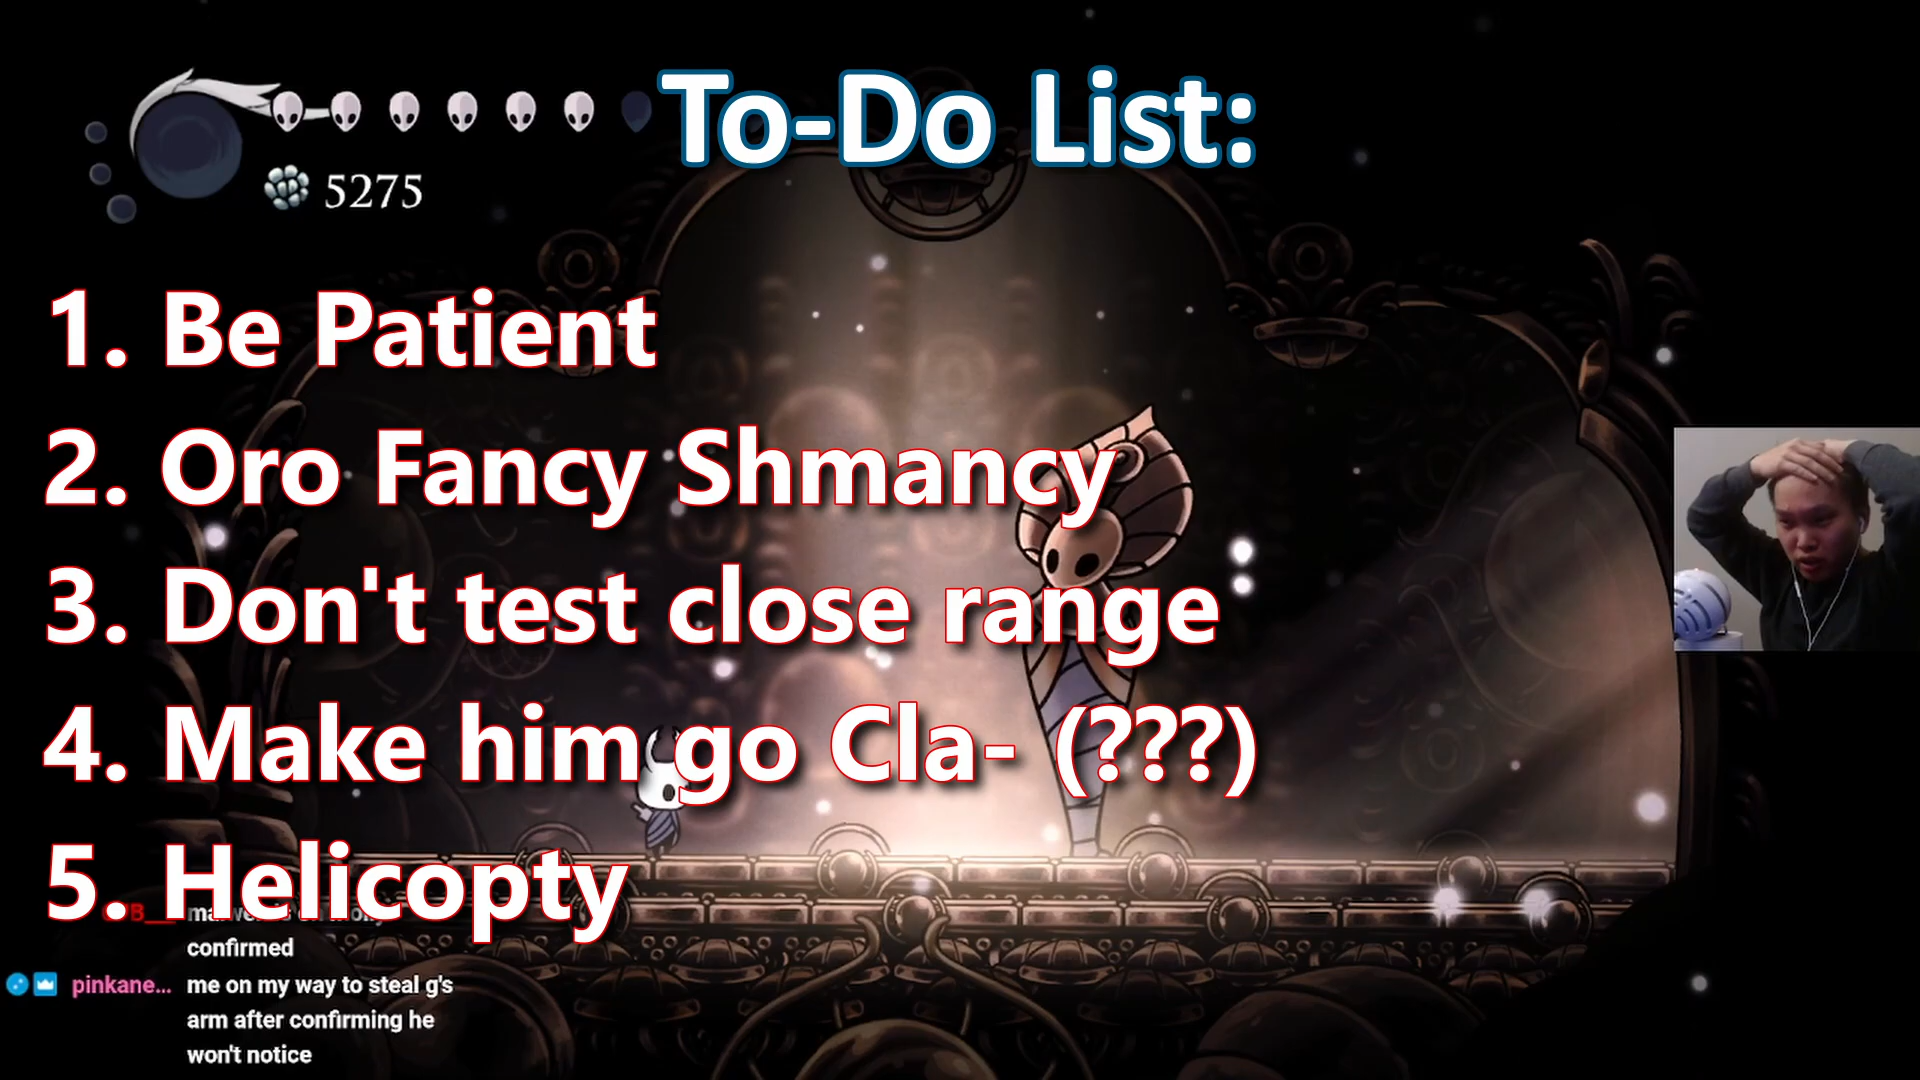 To-Do List:
5275
1. Be Patient
2. Oro Fancy Shmancy
3. Don't test close range
4. Make him go Cla- (???)
5. Helicopty
confirmed
pinkane... me on my way to steal g's
arm after confirming he
won't notice